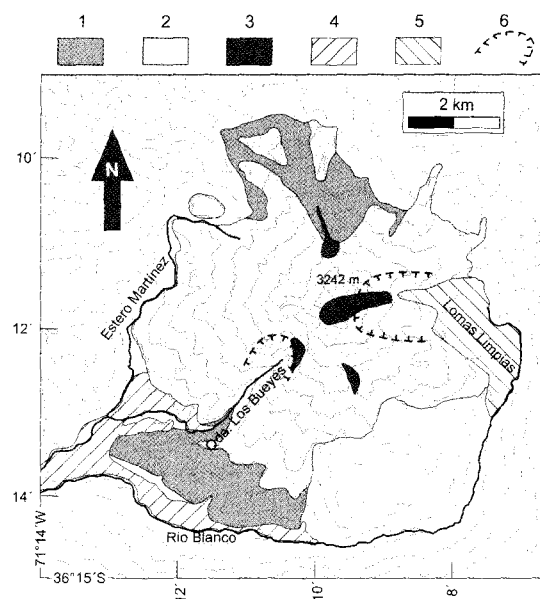 1 2 3 4 5 6
2 km
N
10´
3242 m
Estero Martinez
Lomas Limpias
12´
Qda. Los Bueyes
14´
Rio Blanco
71°14´W
36°15´S
12´
10´
8´